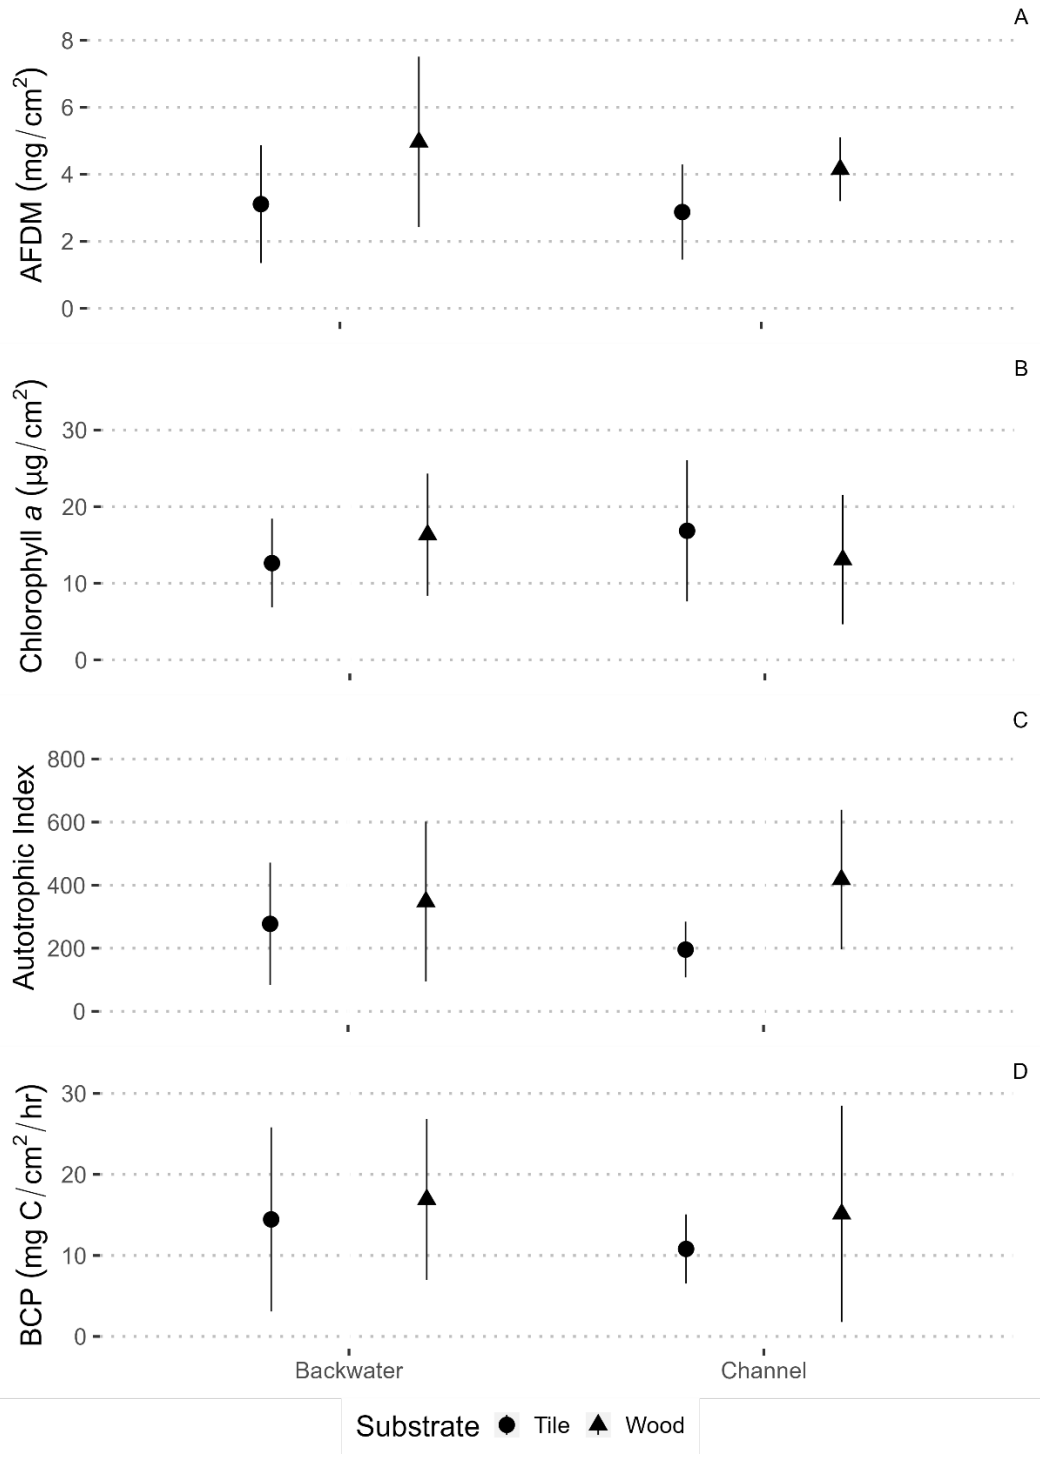 A
AFDM (mg/cm²)
8
6
4
2
0
B
Chlorophyll a (µg/cm²)
30
20
10
0
C
Autotrophic Index
800
600
400
200
0
D
BCP (mg C/cm²/hr)
30
20
10
0
Backwater Channel
Substrate Tile Wood